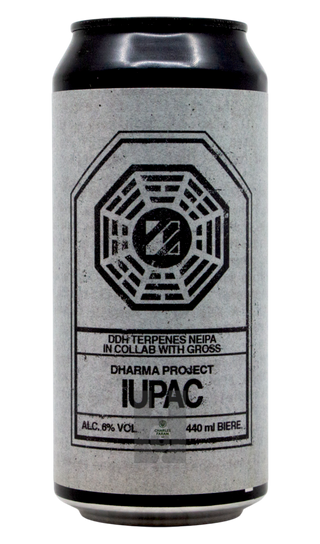 DDH TERPENES NEIPA
IN COLLAB WITH GROSS
DHARMA PROJECT
IUPAC
ALC. 6% VOL
440 ml BIERE